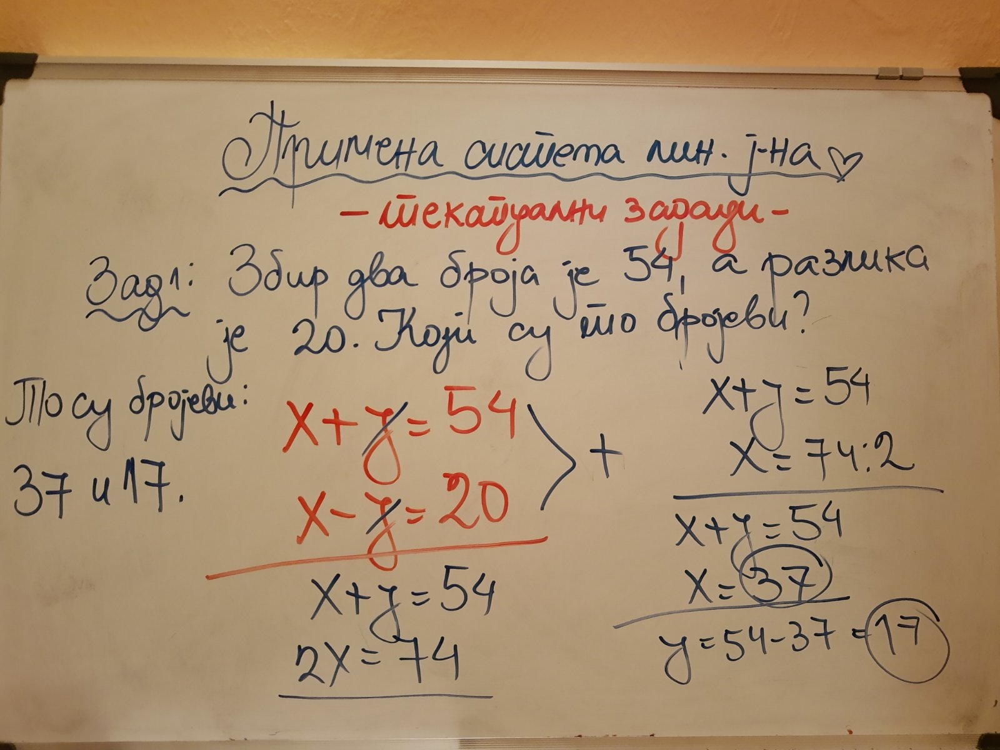 Примена система лин. ј-на ♡
- текстуални задаци -
Зад1: Збир два броја је 54, а разлика
је 20. Који су то бројеви?
То су бројеви:
37 и 17.
x+y=54
x-y=20
+
x+y=54
2x=74
x+y=54
x=74:2
x+y=54
x=37
y=54-37=17